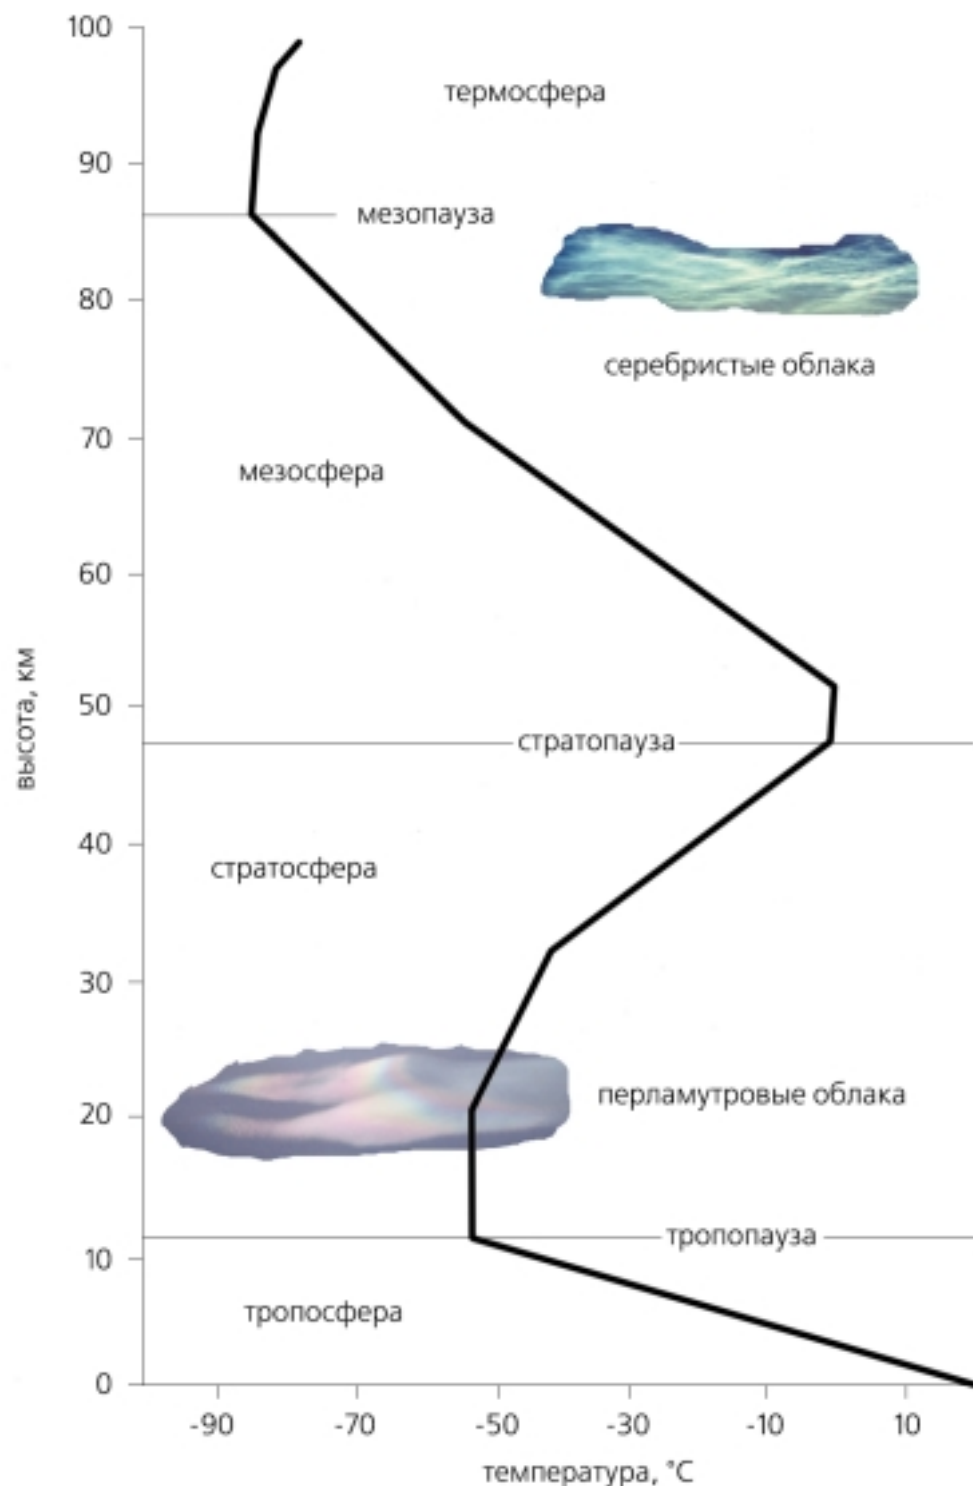 100
термосфера
90
мезопауза
80
серебристые облака
70
мезосфера
60
высота, км
50
стратопауза
40
стратосфера
30
перламутровые облака
20
тропопауза
10
тропосфера
0
-90 -70 -50 -30 -10 10
температура, °C